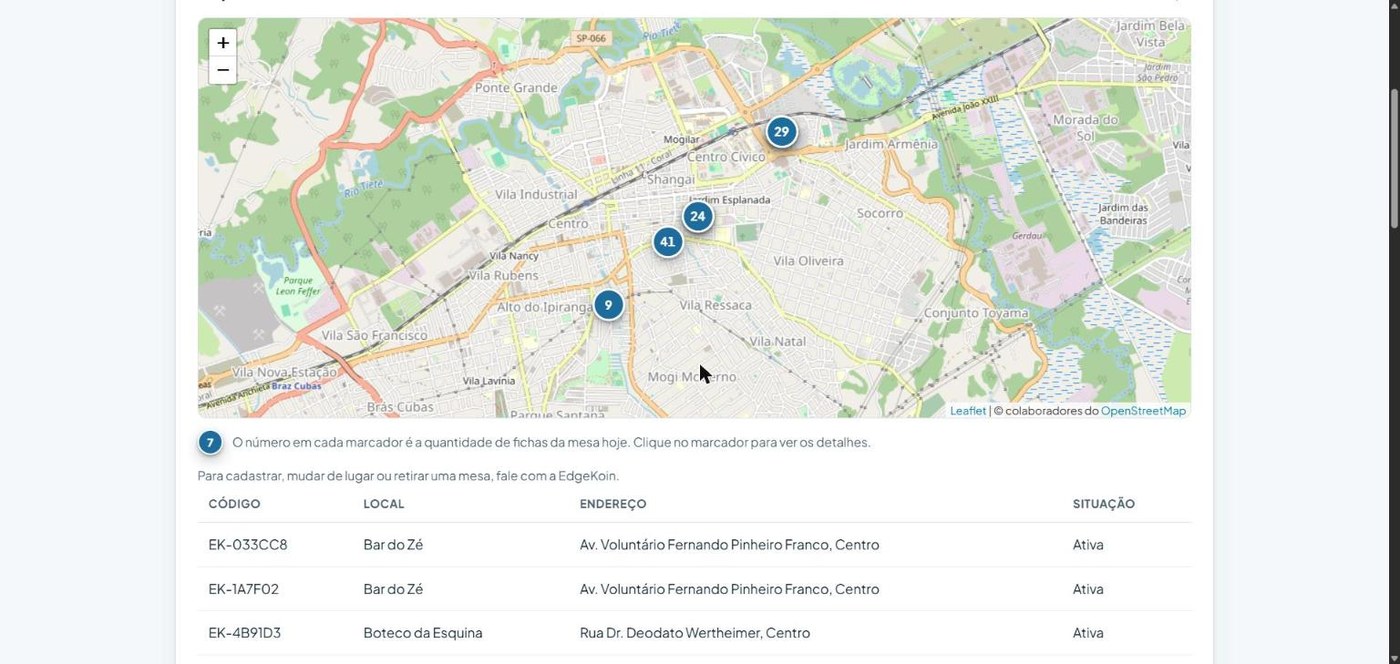 Jardim Bela
Vista
+
SP-066
Rio Tietê
−
Ponte Grande
Jardim
São Pedro
Avenida João XXIII
Morada do
Sol
29
Mogilar
Jardim Armênia
Vila
Linha 11 - Coral
Centro Cívico
Shangai
Rio Tietê
Vila Industrial
Jardim Esplanada
24
Socorro
Jardim das
Bandeiras
Centro
41
Gerdau
Vila Nancy
Vila Oliveira
Vila Rubens
Parque
Leon Feffer
9
Alto do Ipiranga
Vila Ressaca
Conjunto Toyama
Vila São Francisco
Vila Natal
Vila Nova Estação
Braz Cubas
Vila Lavinia
Mogi Mo erno
Brás Cubas
Parque Santana
Leaflet | © colaboradores do OpenStreetMap
7 O número em cada marcador é a quantidade de fichas da mesa hoje. Clique no marcador para ver os detalhes.
Para cadastrar, mudar de lugar ou retirar uma mesa, fale com a EdgeKoin.
CÓDIGO LOCAL ENDEREÇO SITUAÇÃO
EK-033CC8 Bar do Zé Av. Voluntário Fernando Pinheiro Franco, Centro Ativa
EK-1A7F02 Bar do Zé Av. Voluntário Fernando Pinheiro Franco, Centro Ativa
EK-4B91D3 Boteco da Esquina Rua Dr. Deodato Wertheimer, Centro Ativa